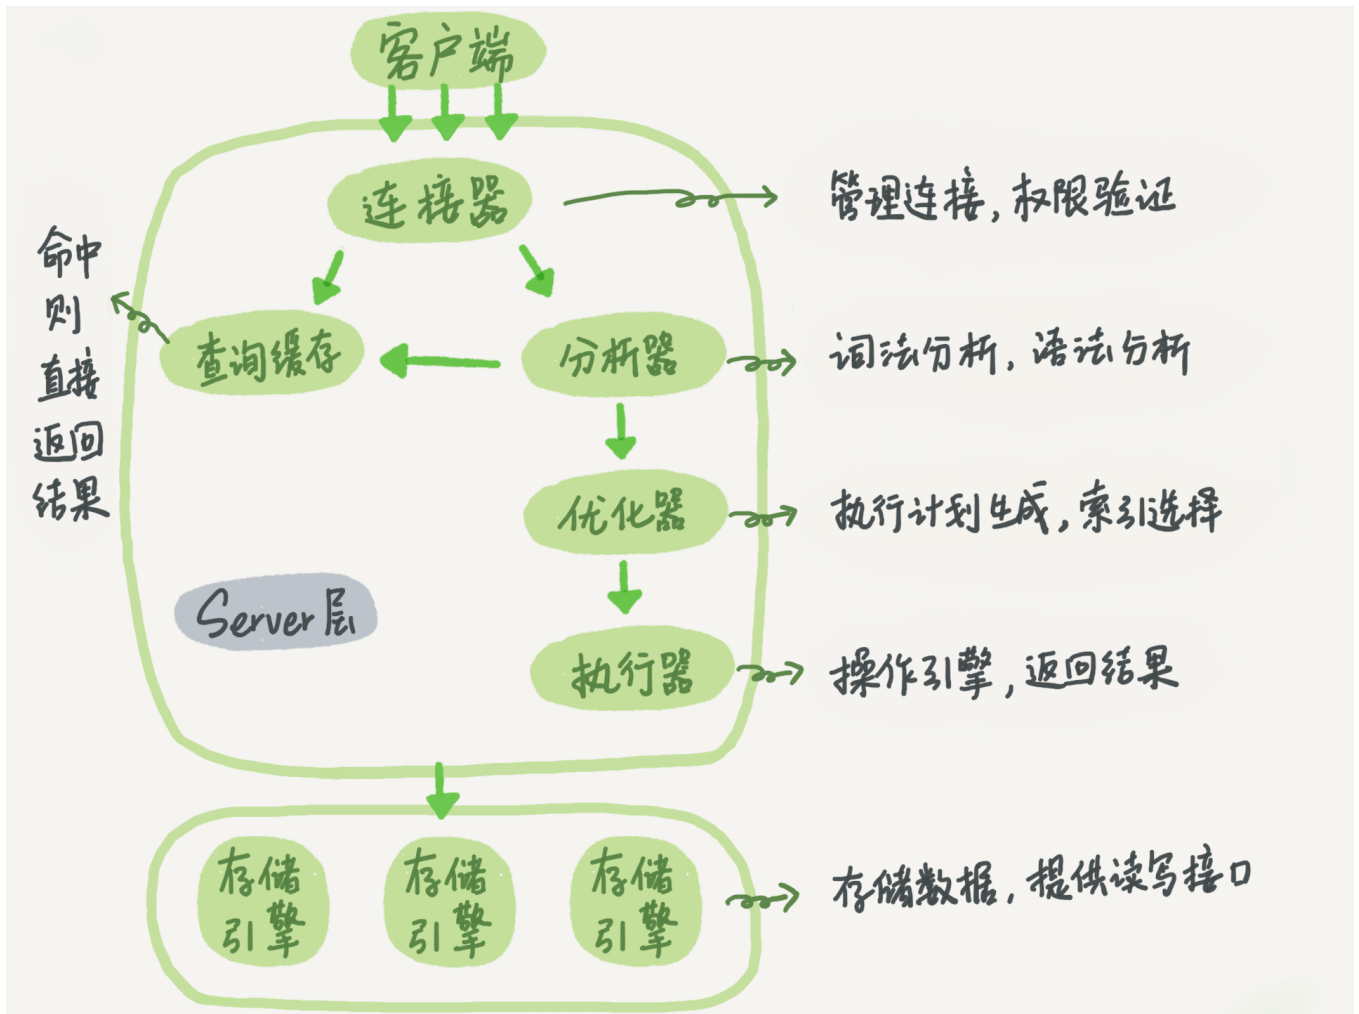 客户端
连接器
管理连接，权限验证
命中
则
直接
返回
结果
查询缓存
分析器
词法分析，语法分析
优化器
执行计划生成，索引选择
Server层
执行器
操作引擎，返回结果
存储
引擎
存储
引擎
存储
引擎
存储数据，提供读写接口